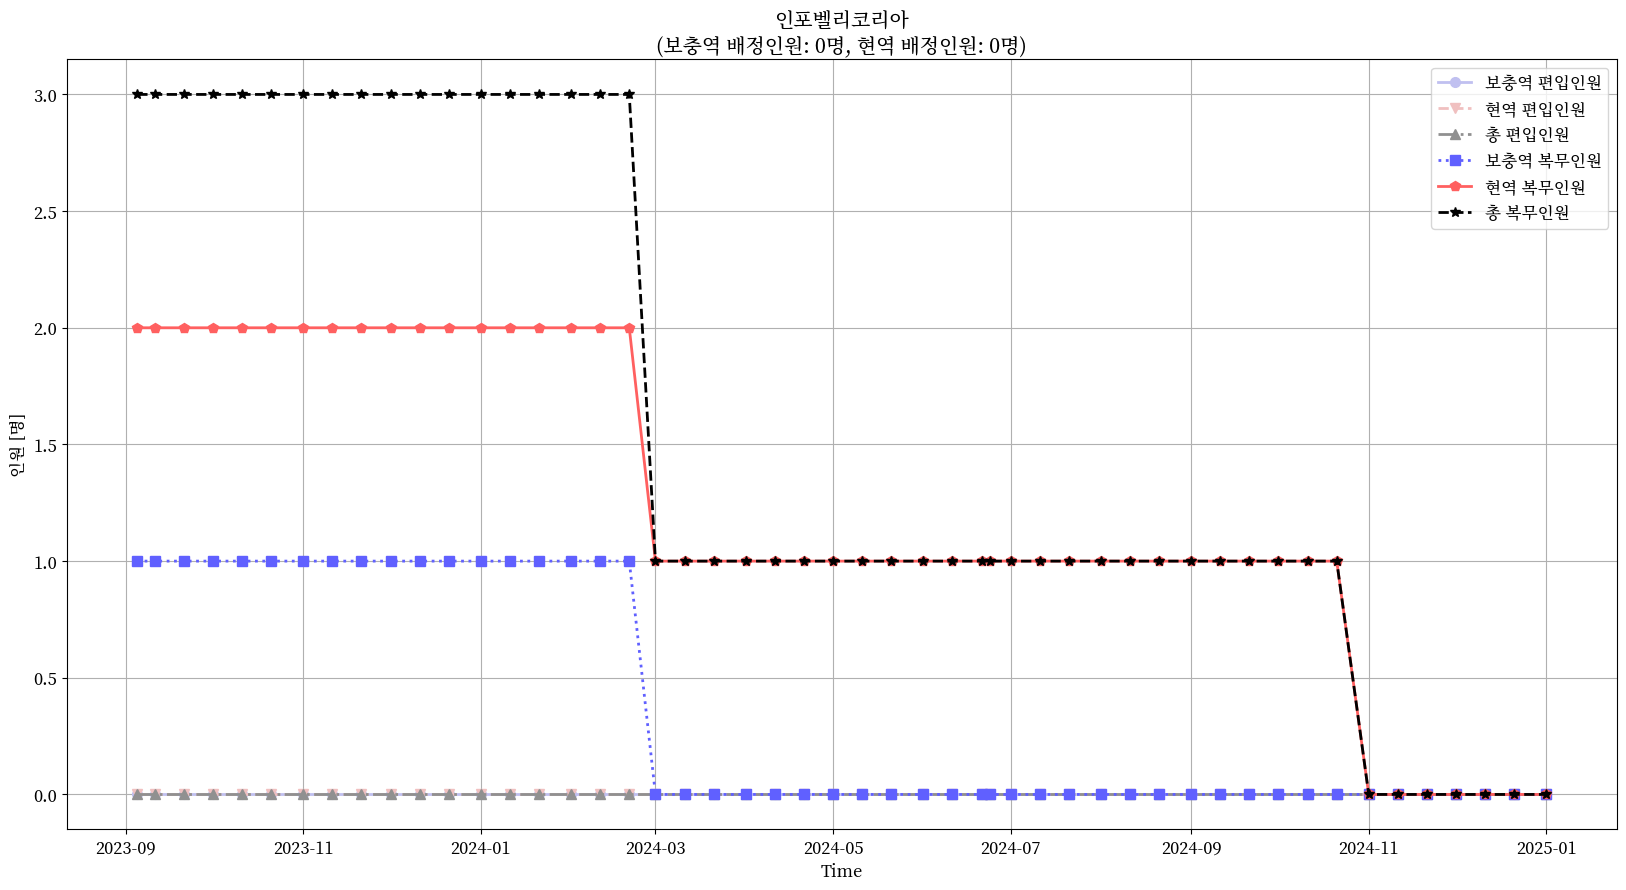 인포벨리코리아
(보충역 배정인원: 0명, 현역 배정인원: 0명)
보충역 편입인원
현역 편입인원
총 편입인원
보충역 복무인원
현역 복무인원
총 복무인원
인원 [명]
3.0
2.5
2.0
1.5
1.0
0.5
0.0
2023-09 2023-11 2024-01 2024-03 2024-05 2024-07 2024-09 2024-11 2025-01
Time